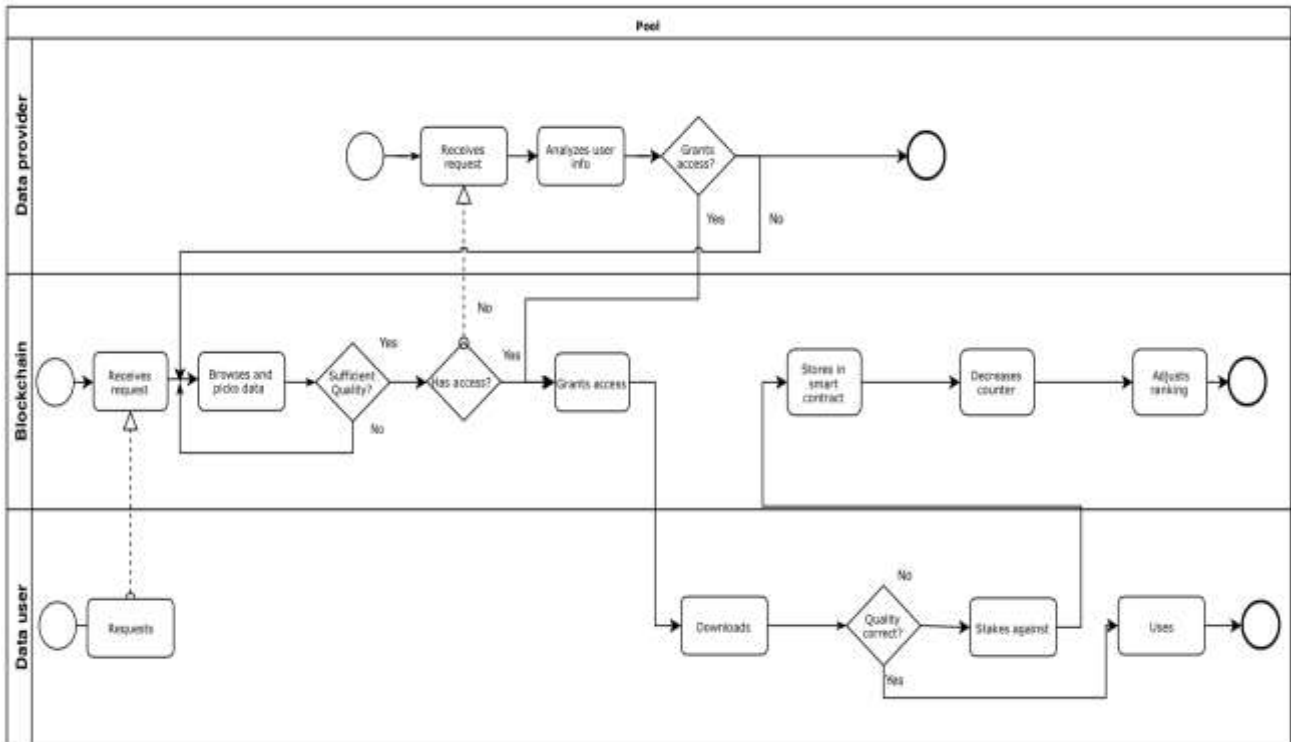 Pool
Data provider
Receives
request
Analyzes user
info
Grants
access?
Yes
No
Blockchain
No
Receives
request
Browses and
picks data
Sufficient
Quality?
Yes
No
Has access?
Yes
Grants access
Stores in
smart
contract
Decreases
counter
Adjusts
ranking
Data user
Requests
Downloads
Quality
correct?
No
Yes
Stakes against
Uses